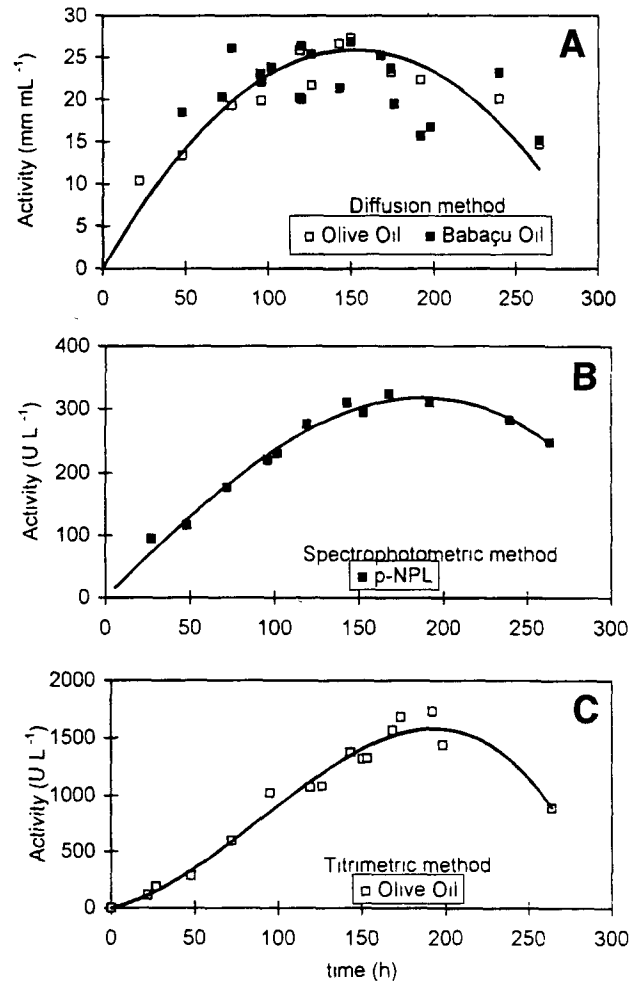 A
30
25
20
15
10
5
0
Activity (mm mL⁻¹)
Diffusion method
□ Olive Oil ■ Babaçu Oil
0 50 100 150 200 250 300
B
400
300
200
100
0
Activity (U L⁻¹)
Spectrophotometric method
■ p-NPL
0 50 100 150 200 250 300
C
2000
1500
1000
500
0
Activity (U L⁻¹)
Titrimetric method
□ Olive Oil
0 50 100 150 200 250 300
time (h)